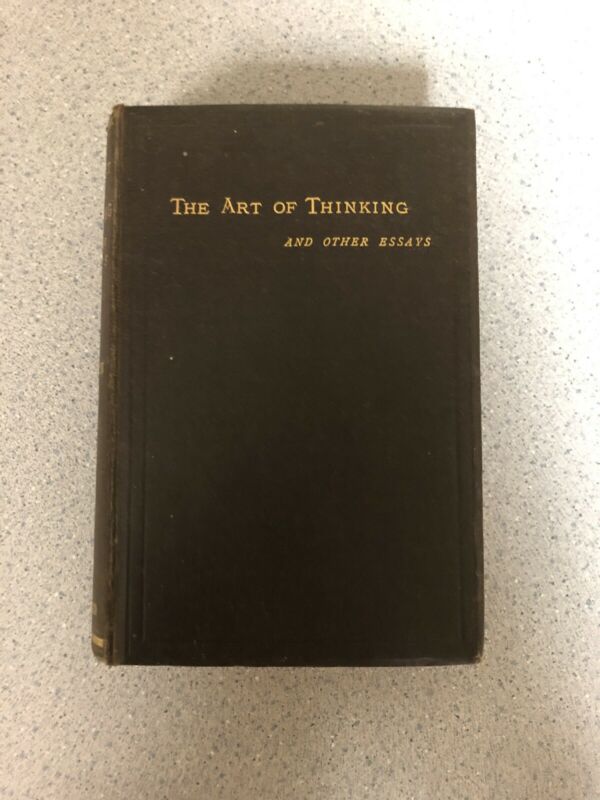 THE ART OF THINKING
AND OTHER ESSAYS